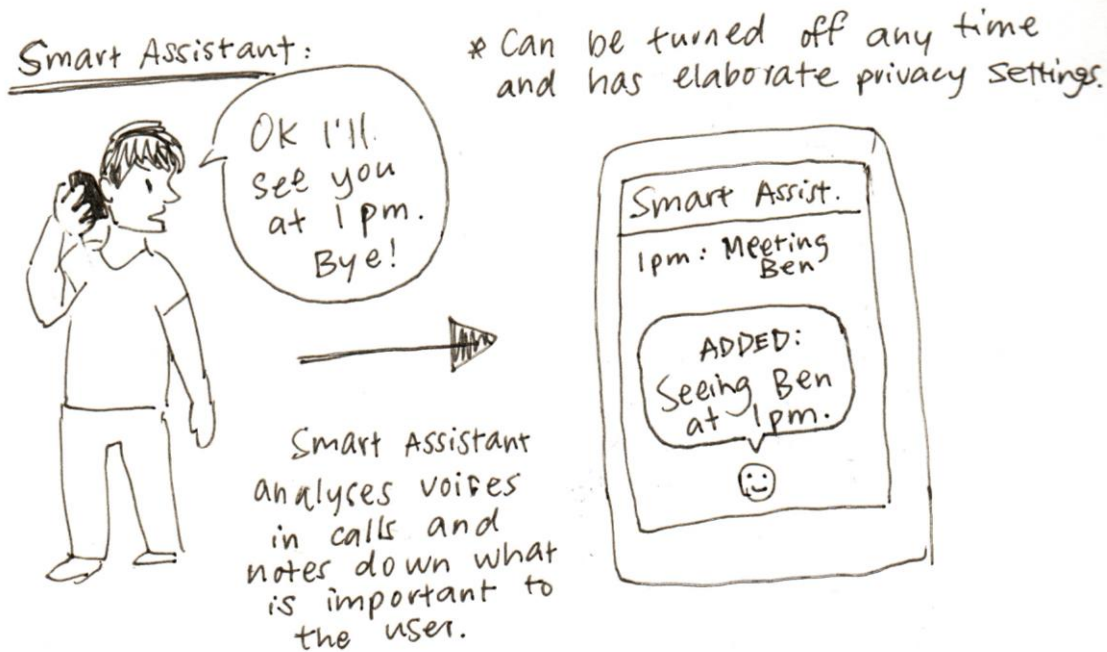 Smart Assistant:
* Can be turned off any time
and has elaborate privacy settings.
OK I'll
see you
at 1 pm.
Bye!
Smart Assistant
analyses voices
in calls and
notes down what
is important to
the user.
Smart Assist.
1pm: Meeting
Ben
ADDED:
Seeing Ben
at 1pm.